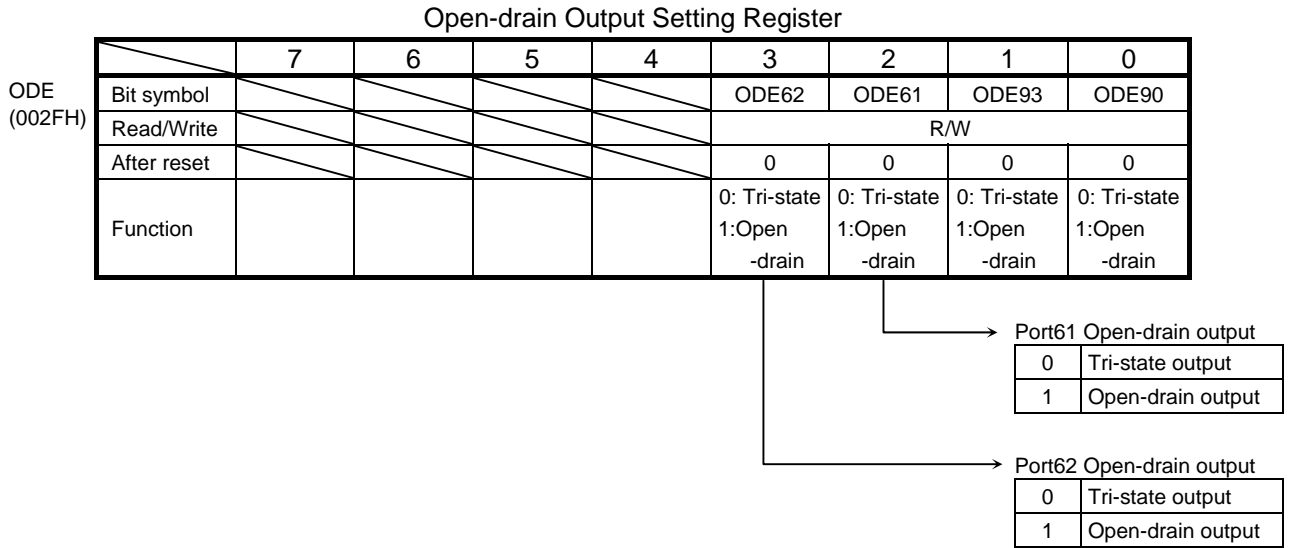 Open-drain Output Setting Register
7 6 5 4 3 2 1 0
ODE
(002FH)
Bit symbol ODE62 ODE61 ODE93 ODE90
Read/Write R/W
After reset 0 0 0 0
Function
0: Tri-state 0: Tri-state 0: Tri-state 0: Tri-state
1:Open 1:Open 1:Open 1:Open
-drain -drain -drain -drain
Port61 Open-drain output
0 Tri-state output
1 Open-drain output
Port62 Open-drain output
0 Tri-state output
1 Open-drain output